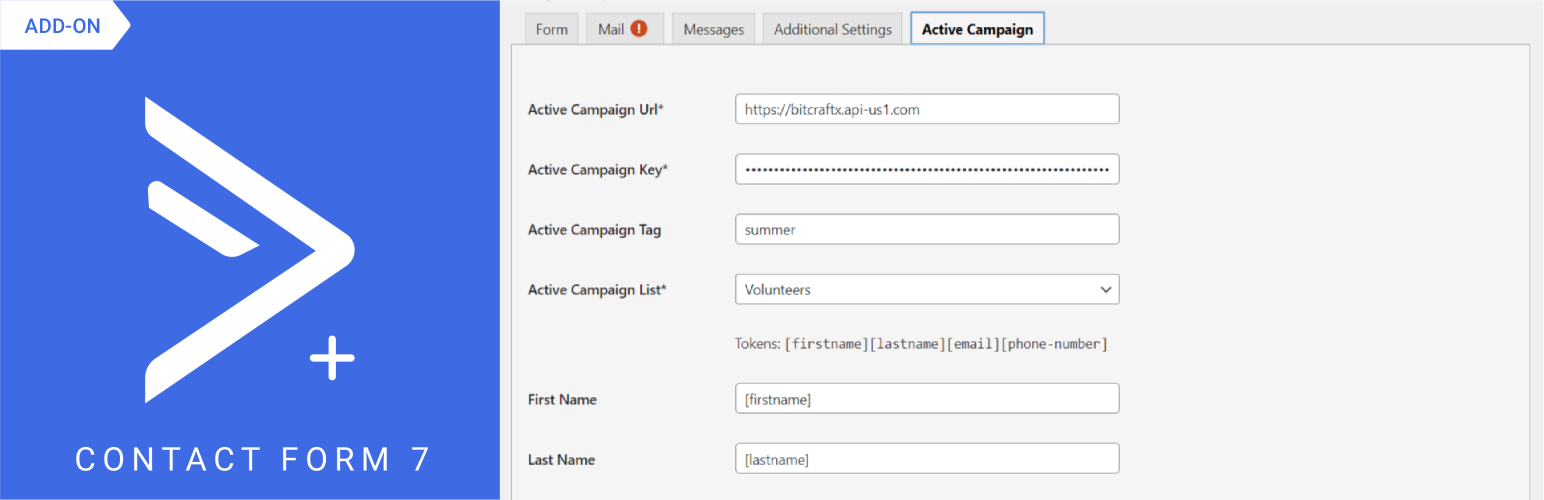 ADD-ON
CONTACT FORM 7
Form Mail ! Messages Additional Settings Active Campaign
Active Campaign Url* https://bitcraftx.api-us1.com
Active Campaign Key* ••••••••••••••••••••••••••••••••••••••••••••••••••••••••••••••••
Active Campaign Tag summer
Active Campaign List* Volunteers
Tokens: [firstname][lastname][email][phone-number]
First Name [firstname]
Last Name [lastname]